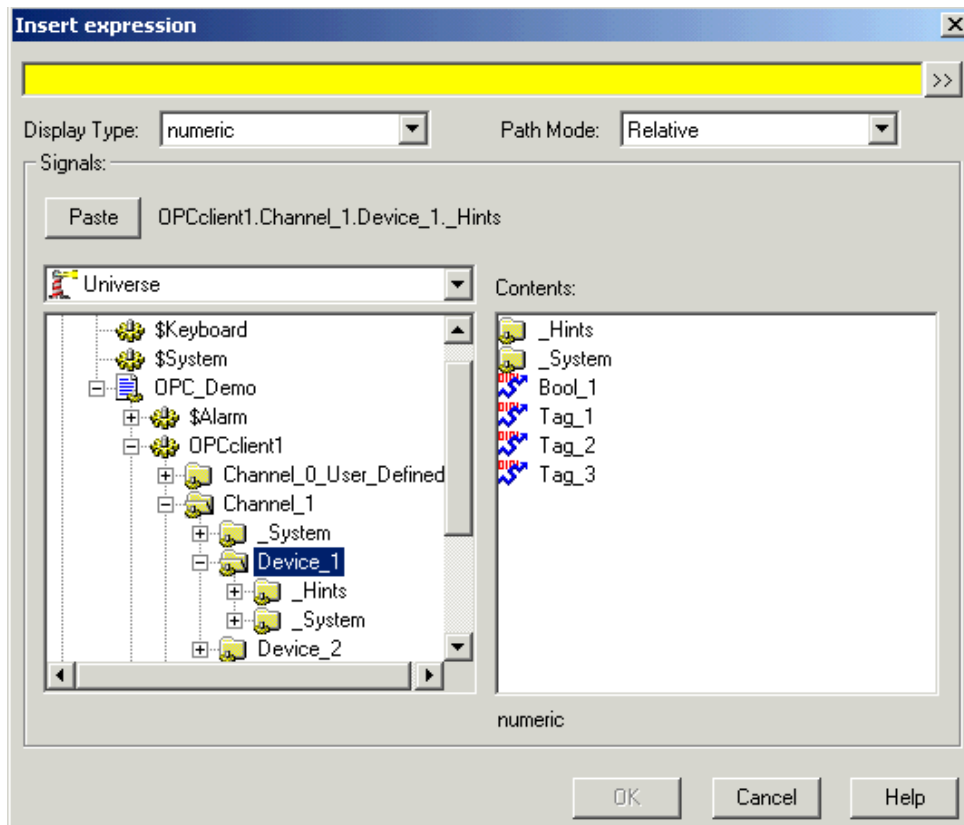 Insert expression
>>
Display Type: numeric Path Mode: Relative
Signals:
Paste OPCclient1.Channel_1.Device_1._Hints
Universe
Contents:
$Keyboard
$System
OPC_Demo
$Alarm
OPCclient1
Channel_0_User_Defined
Channel_1
_System
Device_1
_Hints
_System
Device_2
_Hints
_System
Bool_1
Tag_1
Tag_2
Tag_3
numeric
OK Cancel Help